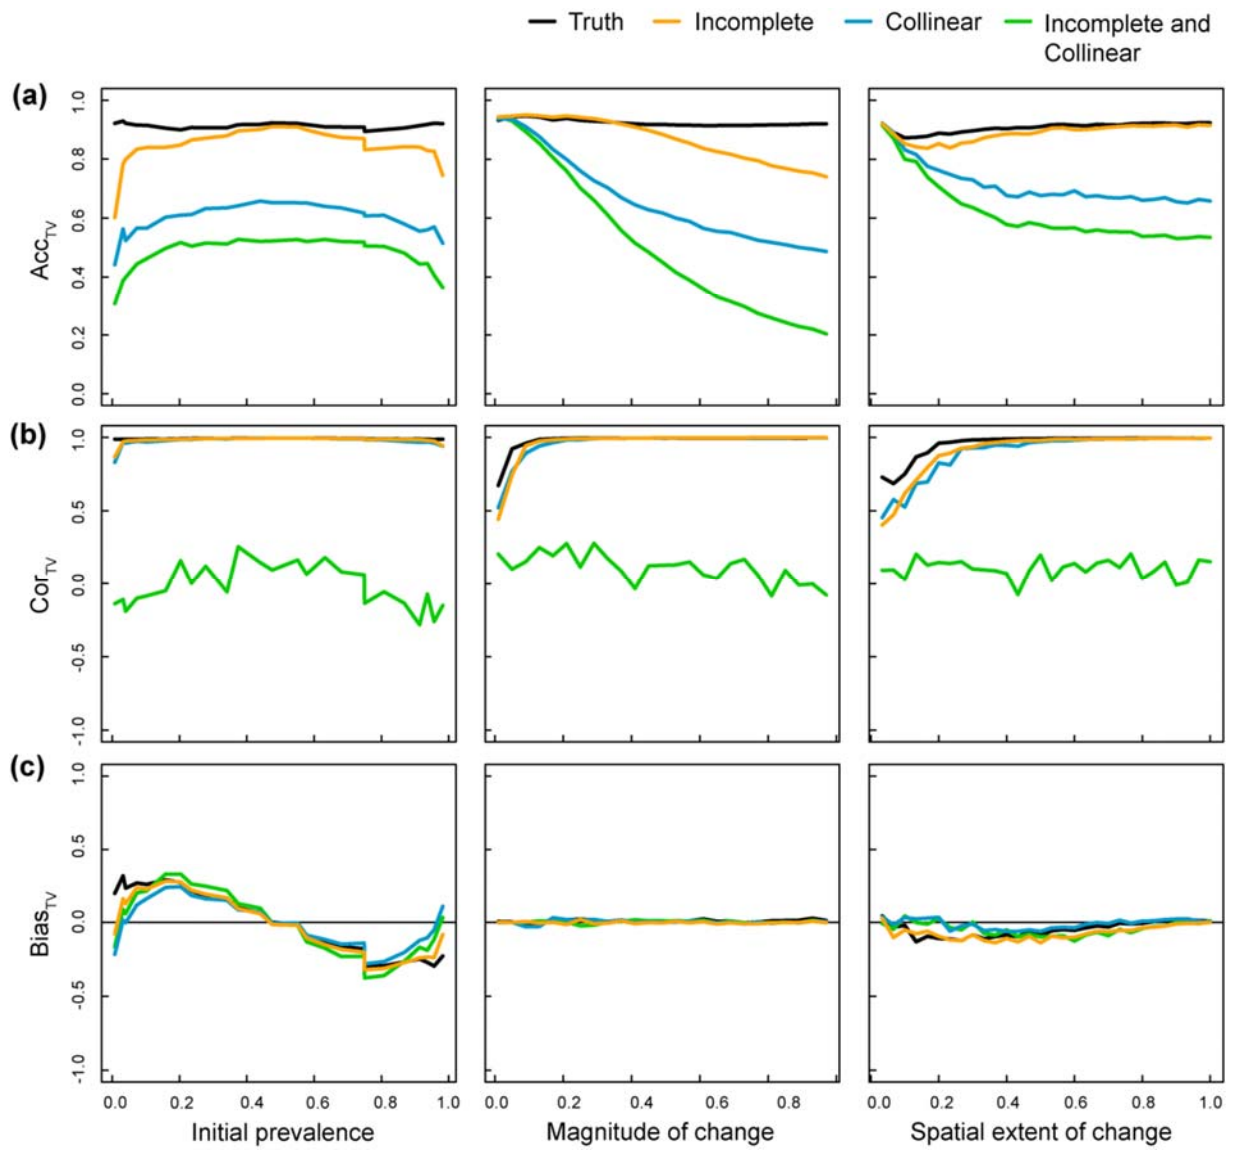 Truth Incomplete Collinear Incomplete and
Collinear
(a)
Acc_TV
0.0 0.2 0.4 0.6 0.8 1.0
(b)
Cor_TV
-1.0 -0.5 0.0 0.5 1.0
(c)
Bias_TV
-1.0 -0.5 0.0 0.5 1.0
0.0 0.2 0.4 0.6 0.8 1.0
Initial prevalence
0.0 0.2 0.4 0.6 0.8
Magnitude of change
0.0 0.2 0.4 0.6 0.8 1.0
Spatial extent of change